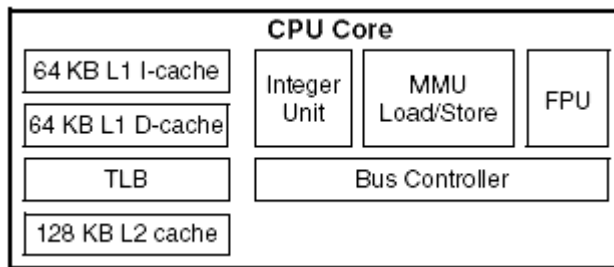 CPU Core
64 KB L1 I-cache
64 KB L1 D-cache
TLB
128 KB L2 cache
Integer
Unit
MMU
Load/Store
FPU
Bus Controller